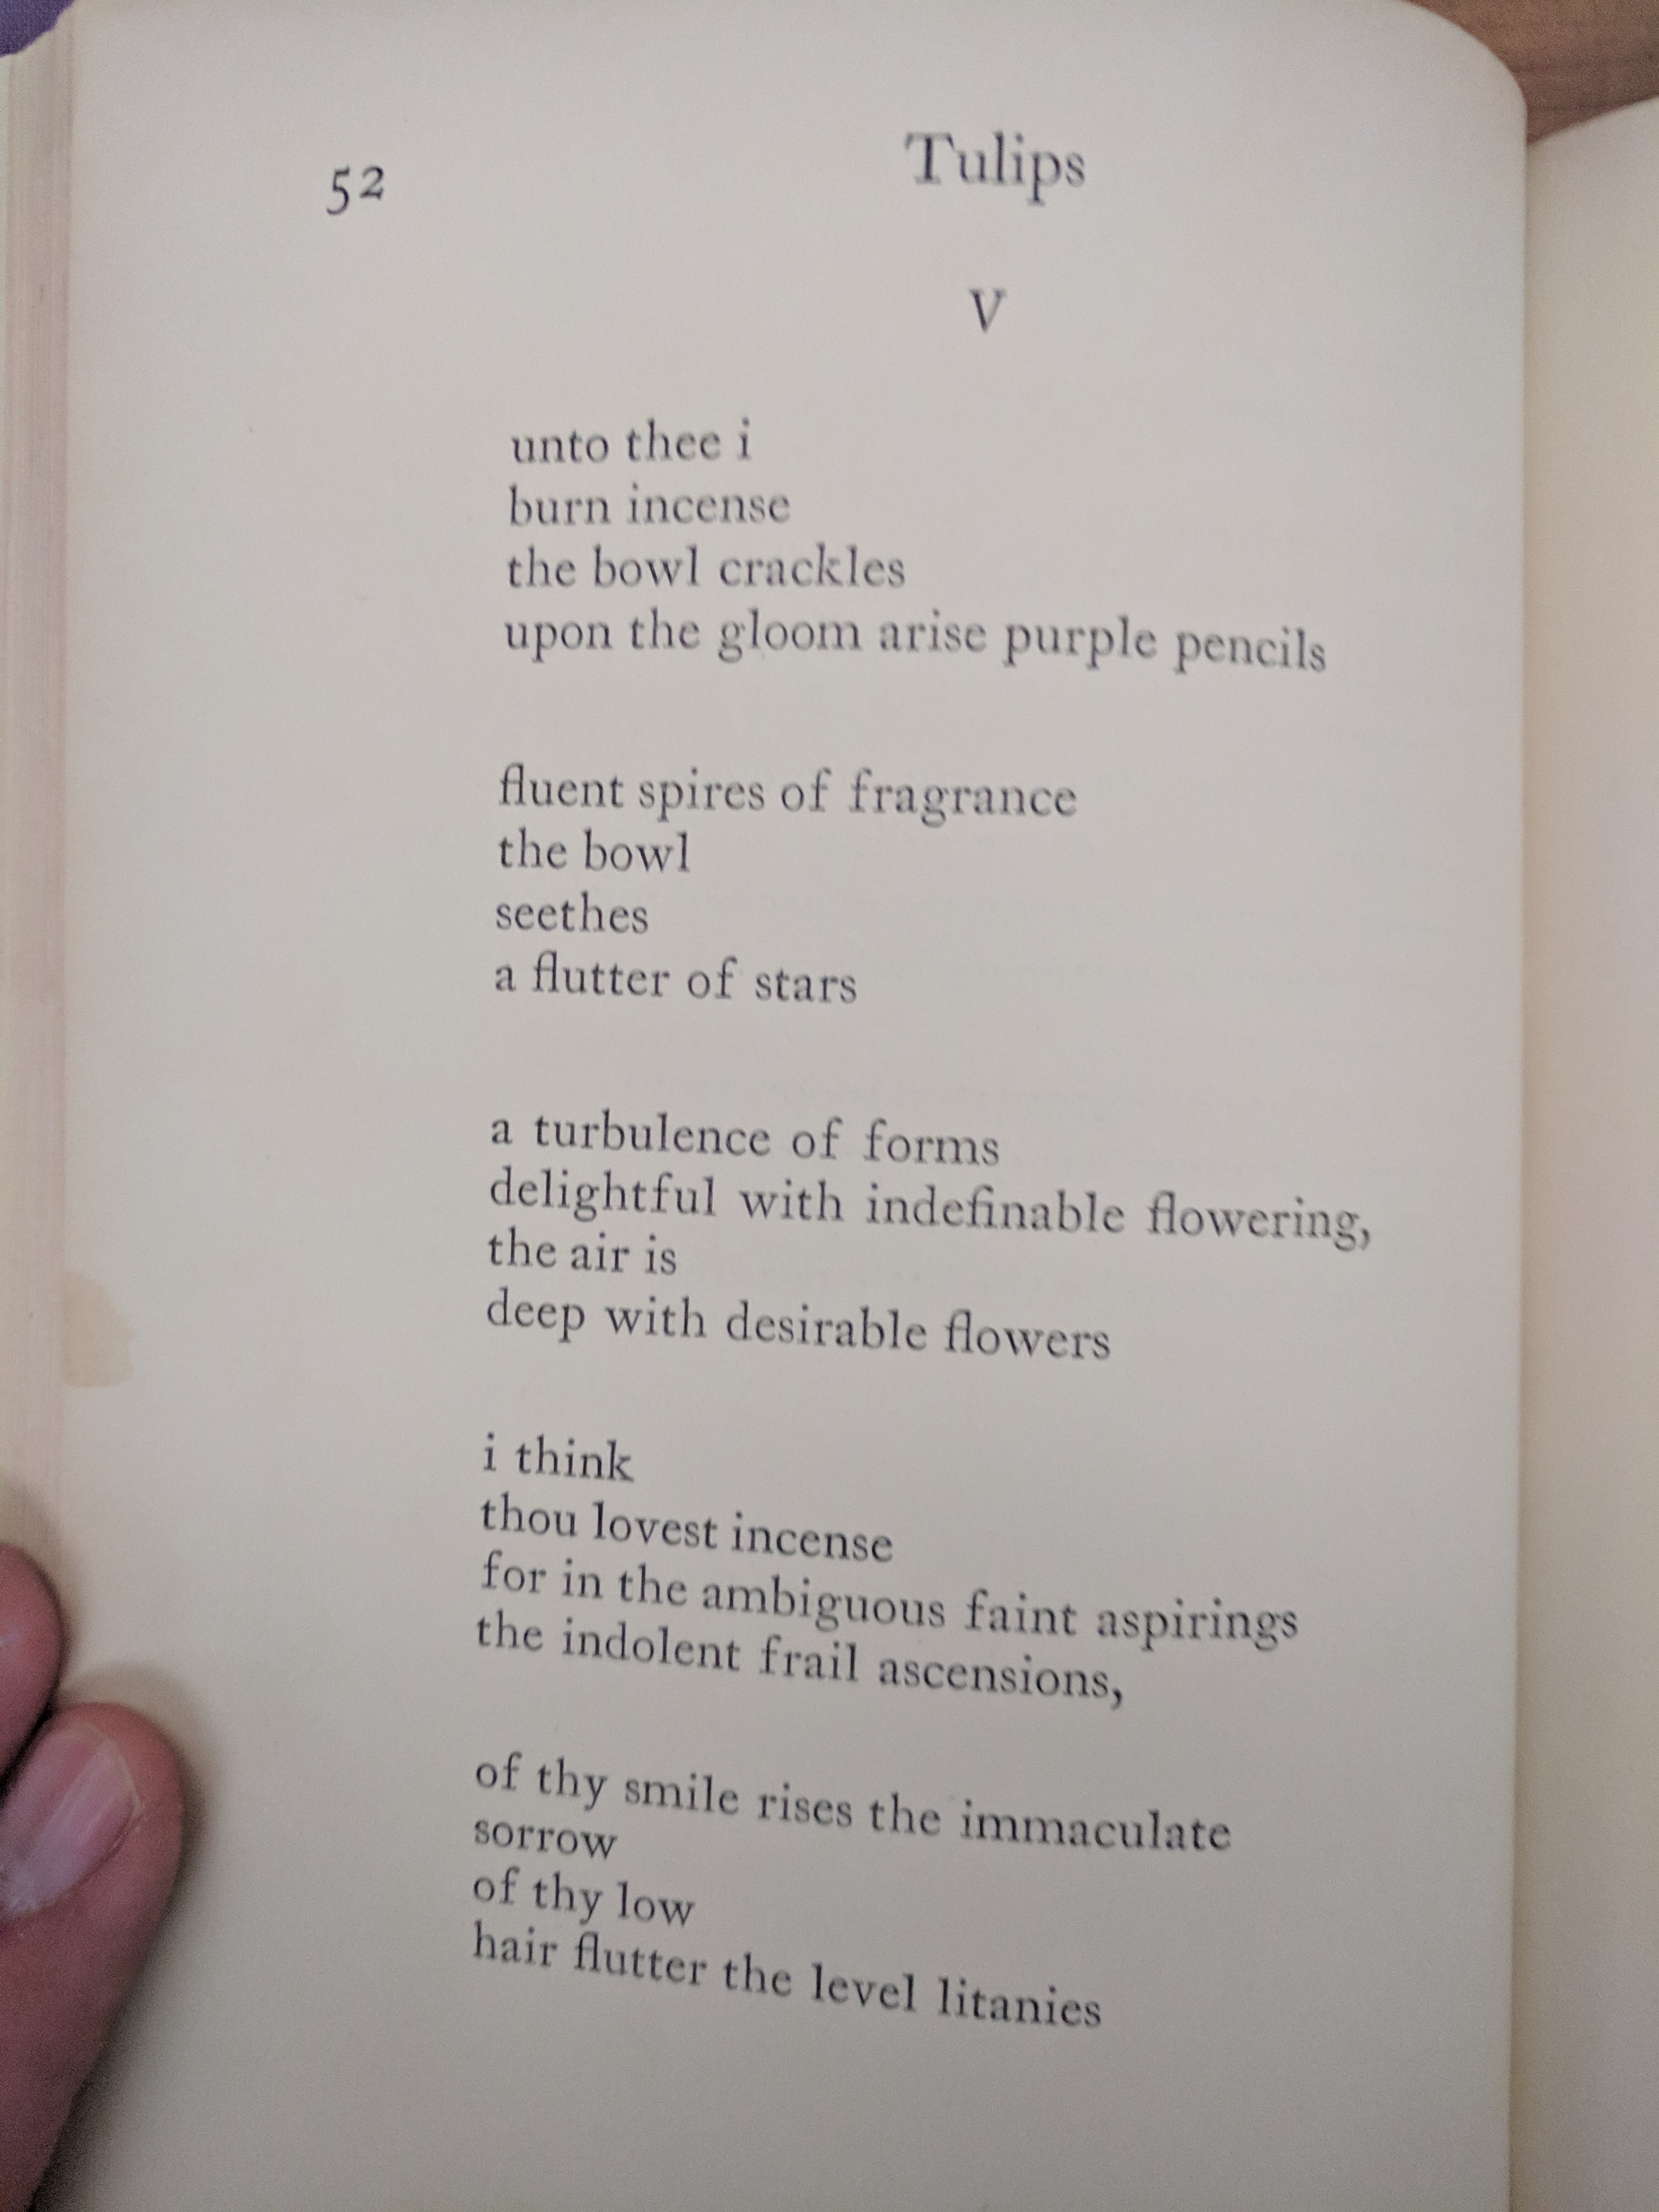 52
Tulips
V
unto thee i
burn incense
the bowl crackles
upon the gloom arise purple pencils
fluent spires of fragrance
the bowl
seethes
a flutter of stars
a turbulence of forms
delightful with indefinable flowering,
the air is
deep with desirable flowers
i think
thou lovest incense
for in the ambiguous faint aspirings
the indolent frail ascensions,
of thy smile rises the immaculate
sorrow
of thy low
hair flutter the level litanies